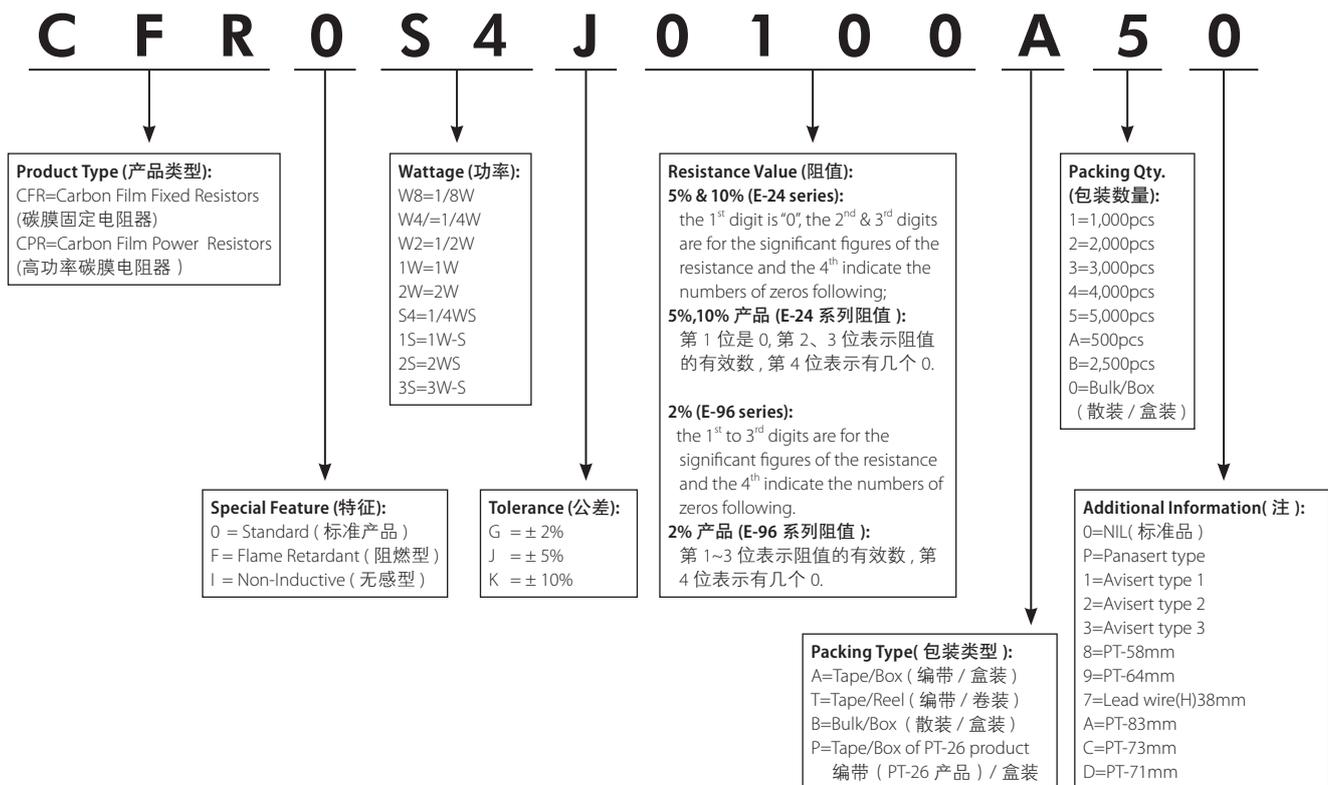 C F R 0 S 4 J 0 1 0 0 A 5 0
Product Type (产品类型):
CFR=Carbon Film Fixed Resistors
(碳膜固定电阻器)
CPR=Carbon Film Power Resistors
(高功率碳膜电阻器 )
Wattage (功率):
W8=1/8W
W4/=1/4W
W2=1/2W
1W=1W
2W=2W
S4=1/4WS
1S=1W-S
2S=2WS
3S=3W-S
Resistance Value (阻值):
5% & 10% (E-24 series):
the 1st digit is "0", the 2nd & 3rd digits
are for the significant figures of the
resistance and the 4th indicate the
numbers of zeros following;
5%,10% 产品 (E-24 系列阻值 ):
第 1 位是 0, 第 2、3 位表示阻值
的有效数 , 第 4 位表示有几个 0.
2% (E-96 series):
the 1st to 3rd digits are for the
significant figures of the resistance
and the 4th indicate the numbers of
zeros following.
2% 产品 (E-96 系列阻值 ):
第 1~3 位表示阻值的有效数 , 第
4 位表示有几个 0.
Packing Qty.
(包装数量):
1=1,000pcs
2=2,000pcs
3=3,000pcs
4=4,000pcs
5=5,000pcs
A=500pcs
B=2,500pcs
0=Bulk/Box
( 散装 / 盒装 )
Special Feature (特征):
0 = Standard ( 标准产品 )
F = Flame Retardant ( 阻燃型 )
I = Non-Inductive ( 无感型 )
Tolerance (公差):
G = ± 2%
J = ± 5%
K = ± 10%
Packing Type( 包装类型 ):
A=Tape/Box ( 编带 / 盒装 )
T=Tape/Reel ( 编带 / 卷装 )
B=Bulk/Box ( 散装 / 盒装 )
P=Tape/Box of PT-26 product
编带 ( PT-26 产品 ) / 盒装
Additional Information( 注 ):
0=NIL( 标准品 )
P=Panasert type
1=Avisert type 1
2=Avisert type 2
3=Avisert type 3
8=PT-58mm
9=PT-64mm
7=Lead wire(H)38mm
A=PT-83mm
C=PT-73mm
D=PT-71mm